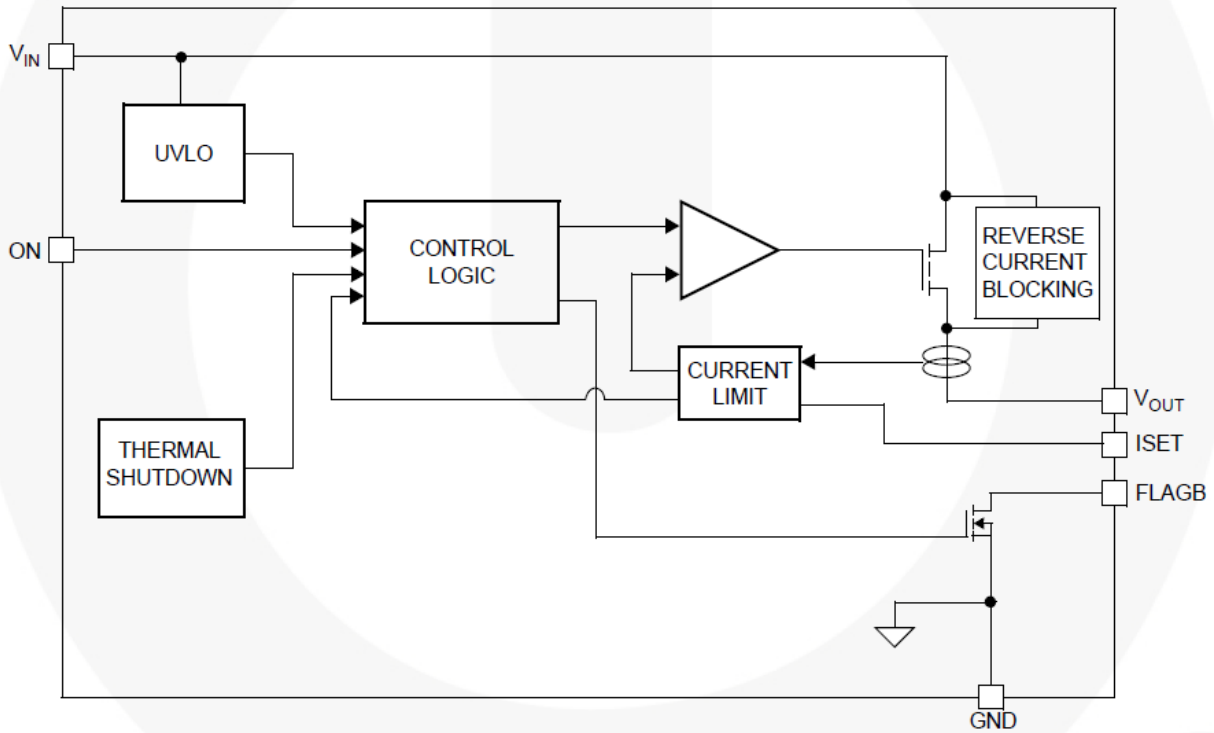 VIN
UVLO
ON
CONTROL
LOGIC
REVERSE
CURRENT
BLOCKING
CURRENT
LIMIT
VOUT
ISET
THERMAL
SHUTDOWN
FLAGB
GND